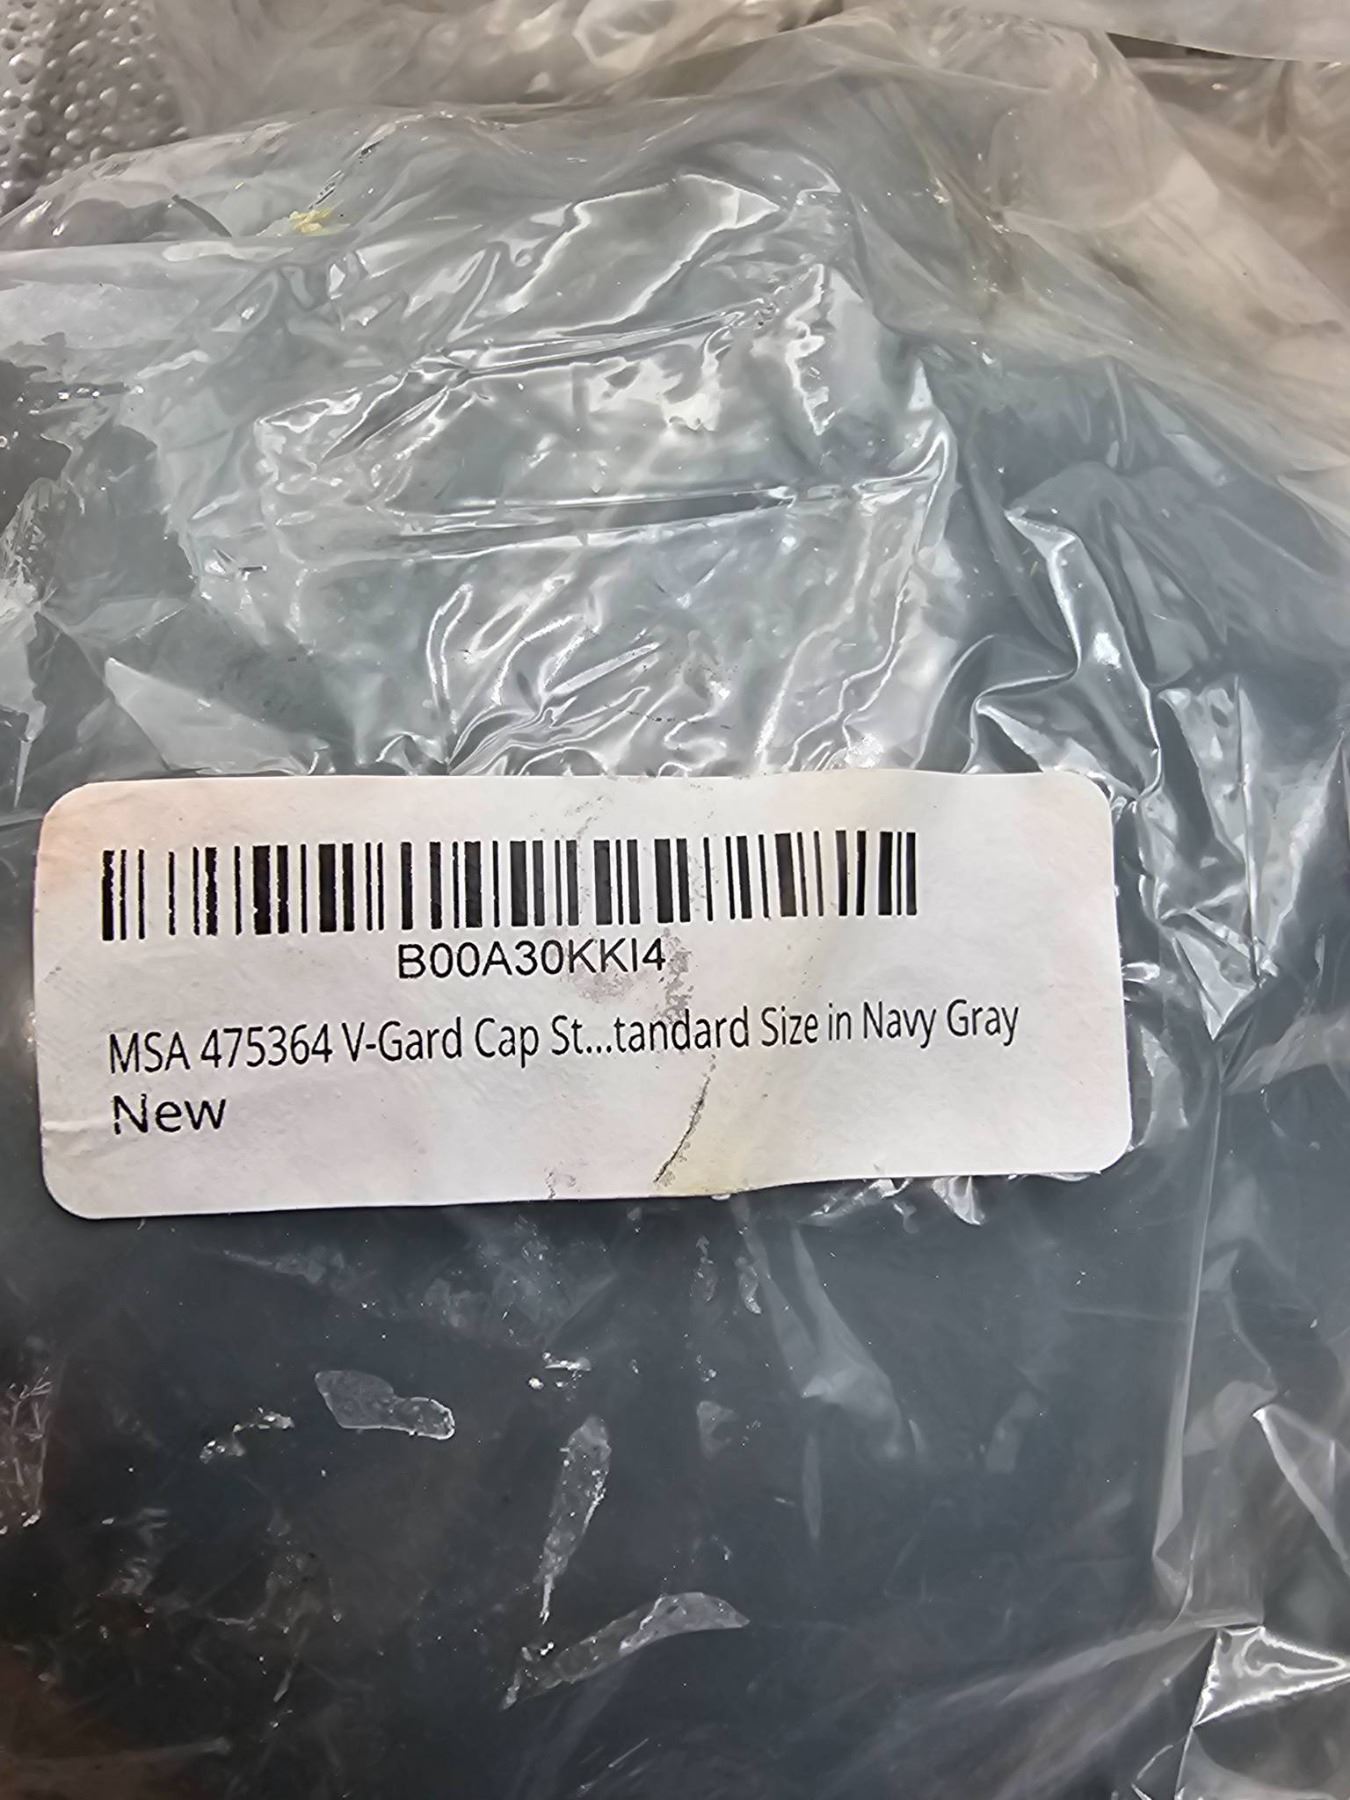 B00A30KKI4
MSA 475364 V-Gard Cap St...tandard Size in Navy Gray
New